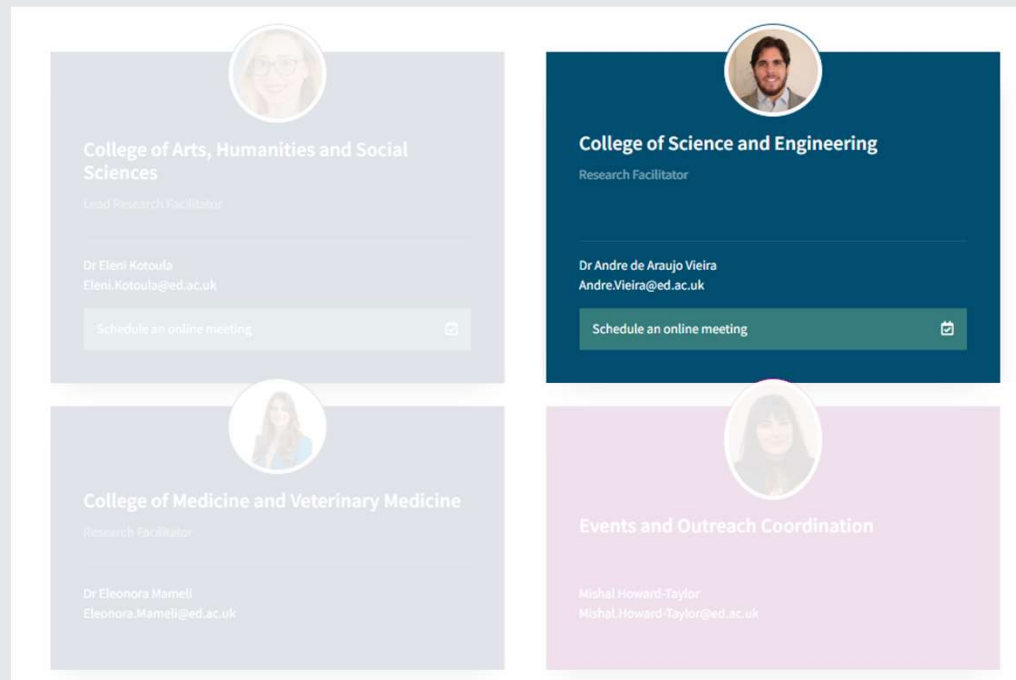 College of Arts, Humanities and Social
Sciences
Lead Research Facilitator
Dr Eleni Kotoula
Eleni.Kotoula@ed.ac.uk
Schedule an online meeting
College of Science and Engineering
Research Facilitator
Dr Andre de Araujo Vieira
Andre.Vieira@ed.ac.uk
Schedule an online meeting
College of Medicine and Veterinary Medicine
Research Facilitator
Dr Eleonora Mameli
Eleonora.Mameli@ed.ac.uk
Events and Outreach Coordination
Mishal Howard-Taylor
Mishal.Howard-Taylor@ed.ac.uk